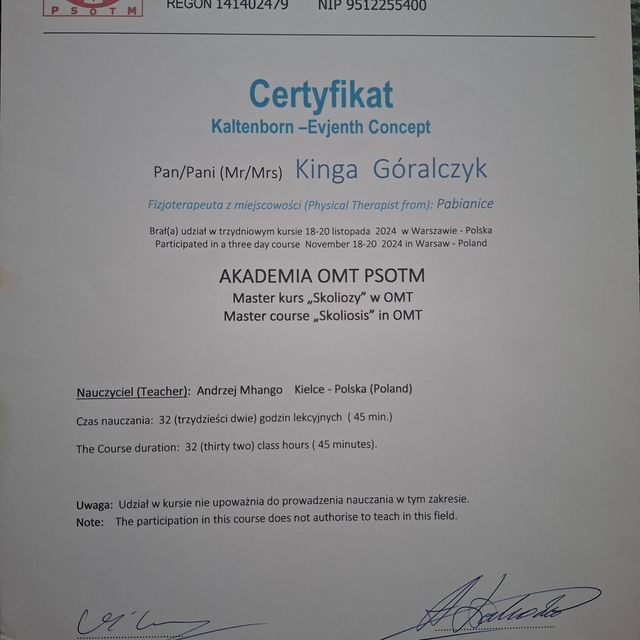 P S O T M
REGON 141402479 NIP 9512255400
Certyfikat
Kaltenborn –Evjenth Concept
Pan/Pani (Mr/Mrs) Kinga Góralczyk
Fizjoterapeuta z miejscowości (Physical Therapist from): Pabianice
Brał(a) udział w trzydniowym kursie 18-20 listopada 2024 w Warszawie - Polska
Participated in a three day course November 18-20 2024 in Warsaw - Poland
AKADEMIA OMT PSOTM
Master kurs „Skoliozy” w OMT
Master course „Skoliosis” in OMT
Nauczyciel (Teacher): Andrzej Mhango Kielce - Polska (Poland)
Czas nauczania: 32 (trzydzieści dwie) godzin lekcyjnych ( 45 min.)
The Course duration: 32 (thirty two) class hours ( 45 minutes).
Uwaga: Udział w kursie nie upoważnia do prowadzenia nauczania w tym zakresie.
Note: The participation in this course does not authorise to teach in this field.